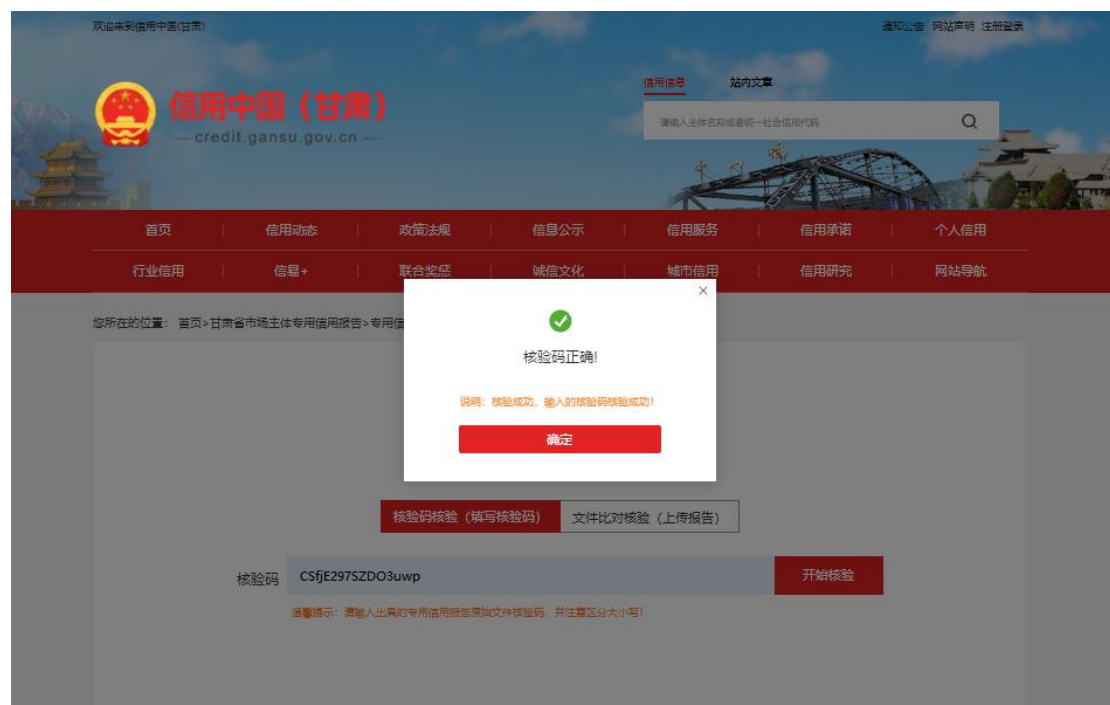 欢迎来到信用中国(甘肃)
通知公告 网站声明 注册登录
信用信息 站内文章
信用中国（甘肃）
credit.gansu.gov.cn
请输入主体名称或者统一社会信用代码
首页 信用动态 政策法规 信息公示 信用服务 信用承诺 个人信用
行业信用 信易+ 联合奖惩 诚信文化 城市信用 信用研究 网站导航
×
您所在的位置： 首页>甘肃省市场主体专用信用报告>专用信
核验码正确!
说明：核验成功、输入的核验码核验成功!
确定
核验码核验（填写核验码） 文件比对核验（上传报告）
核验码 CSfjE297SZDO3uwp 开始核验
温馨提示：请输入出具的专用信用报告原始文件核验码、并注意区分大小写!